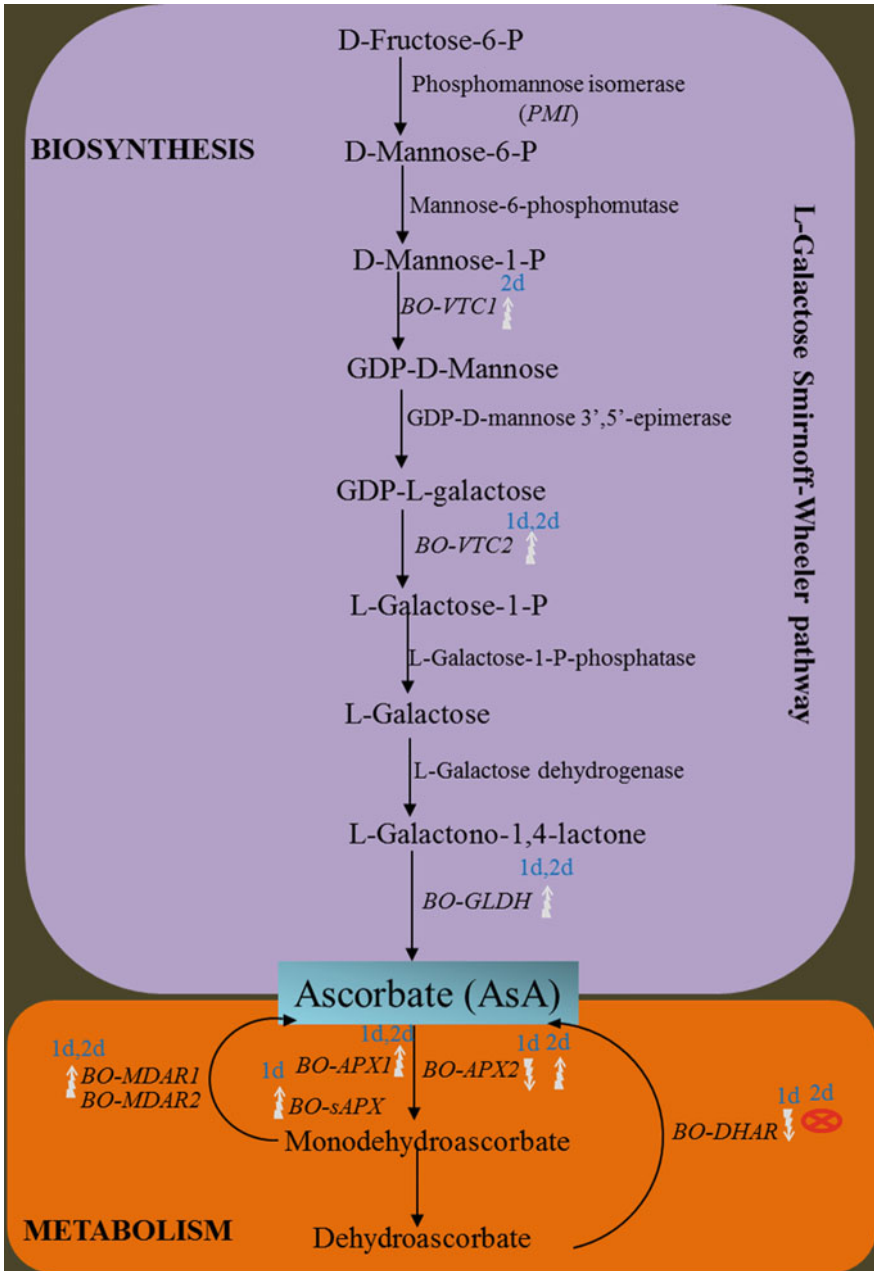 D-Fructose-6-P
Phosphomannose isomerase
(PMI)
BIOSYNTHESIS
D-Mannose-6-P
Mannose-6-phosphomutase
D-Mannose-1-P
2d
BO-VTC1
GDP-D-Mannose
GDP-D-mannose 3’,5’-epimerase
GDP-L-galactose
1d,2d
BO-VTC2
L-Galactose-1-P
L-Galactose-1-P-phosphatase
L-Galactose
L-Galactose dehydrogenase
L-Galactono-1,4-lactone
1d,2d
BO-GLDH
L-Galactose Smirnoff-Wheeler pathway
Ascorbate (AsA)
1d,2d
BO-MDAR1
BO-MDAR2
1d,2d
BO-APX1
1d
BO-sAPX
1d 2d
BO-APX2
1d 2d
BO-DHAR
Monodehydroascorbate
METABOLISM
Dehydroascorbate